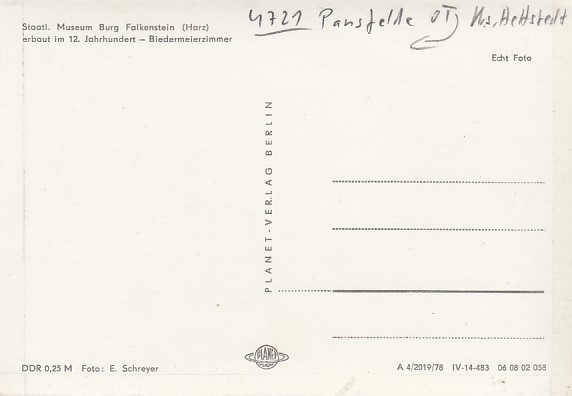 4721 Pansfelde OT, Krs. Hettstedt
Staatl. Museum Burg Falkenstein (Harz)
erbaut im 12. Jahrhundert – Biedermeierzimmer
Echt Foto
PLANET-VERLAG BERLIN
PLANET
DDR 0,25 M Foto: E. Schreyer
A 4/2019/78 IV-14-483 06 08 02 058